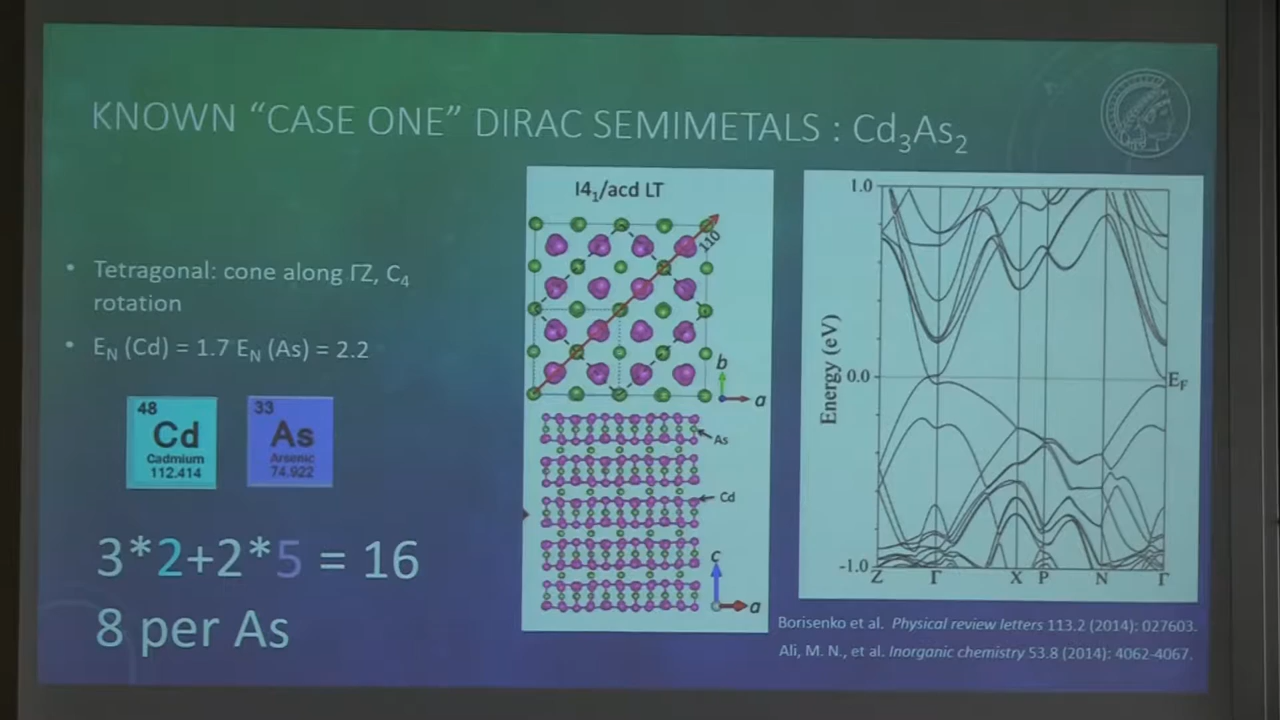 KNOWN “CASE ONE” DIRAC SEMIMETALS : Cd₃As₂
• Tetragonal: cone along ΓZ, C₄
rotation
• E_N (Cd) = 1.7 E_N (As) = 2.2
48
Cd
Cadmium
112.414
33
As
Arsenic
74.922
3*2+2*5 = 16
8 per As
I4₁/acd LT
110
b
a
As
Cd
c
a
1.0
0.0
-1.0
Energy (eV)
E_F
Z Γ X P N Γ
Borisenko et al. Physical review letters 113.2 (2014): 027603.
Ali, M. N., et al. Inorganic chemistry 53.8 (2014): 4062-4067.